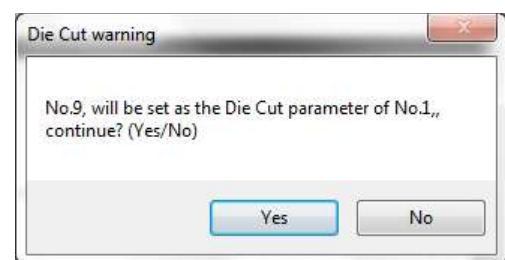 Die Cut warning
No.9, will be set as the Die Cut parameter of No.1,,
continue? (Yes/No)
Yes
No